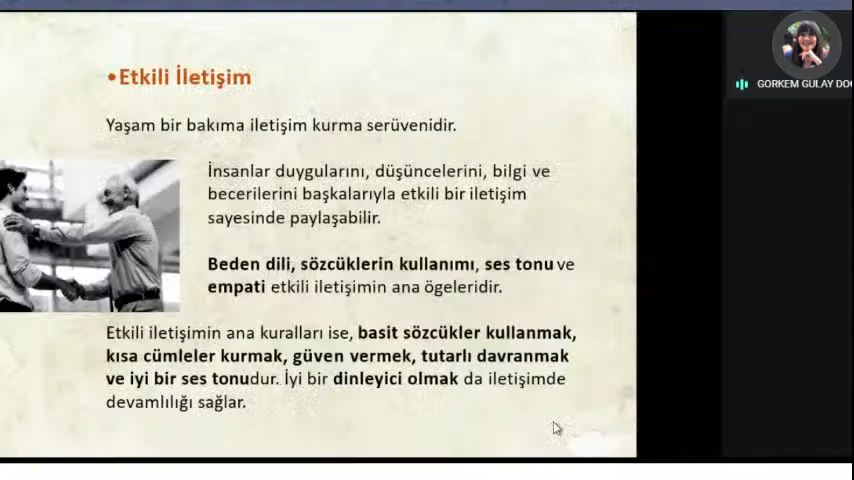 •Etkili İletişim
Yaşam bir bakıma iletişim kurma serüvenidir.
İnsanlar duygularını, düşüncelerini, bilgi ve
becerilerini başkalarıyla etkili bir iletişim
sayesinde paylaşabilir.
Beden dili, sözcüklerin kullanımı, ses tonu ve
empati etkili iletişimin ana ögeleridir.
Etkili iletişimin ana kuralları ise, basit sözcükler kullanmak,
kısa cümleler kurmak, güven vermek, tutarlı davranmak
ve iyi bir ses tonudur. İyi bir dinleyici olmak da iletişimde
devamlılığı sağlar.
GORKEM GULAY DO